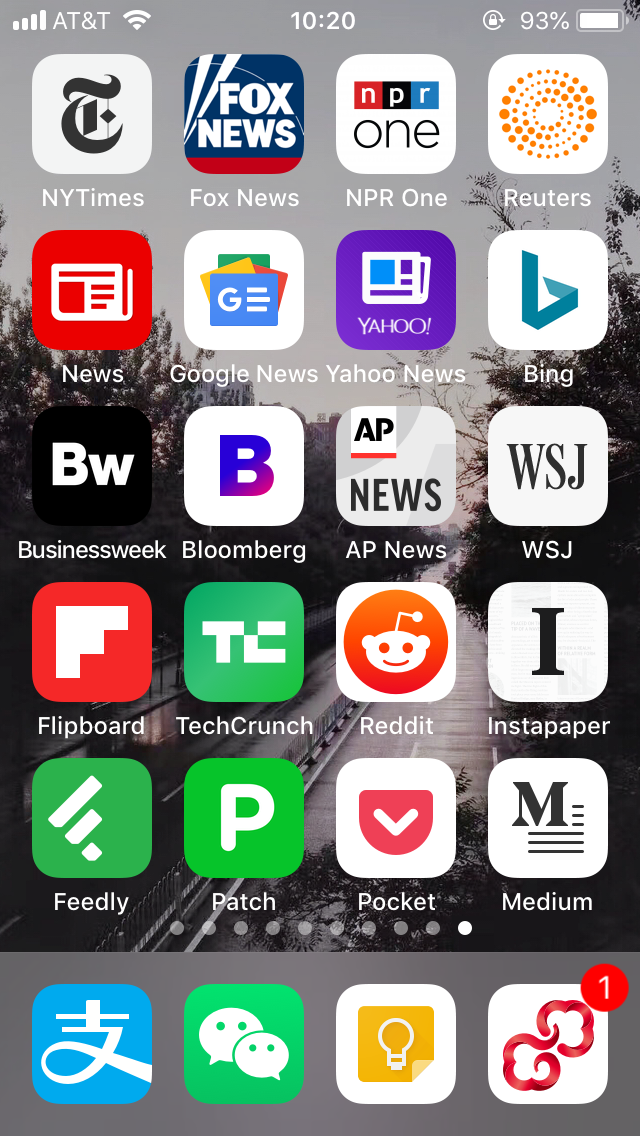 AT&T 10:20 93%
T FOX NEWS npr one
NYTimes Fox News NPR One Reuters
G YAHOO!
News Google News Yahoo News Bing
Bw B AP NEWS WSJ
Businessweek Bloomberg AP News WSJ
TC I
Flipboard TechCrunch Reddit Instapaper
P M
Feedly Patch Pocket Medium
1
支